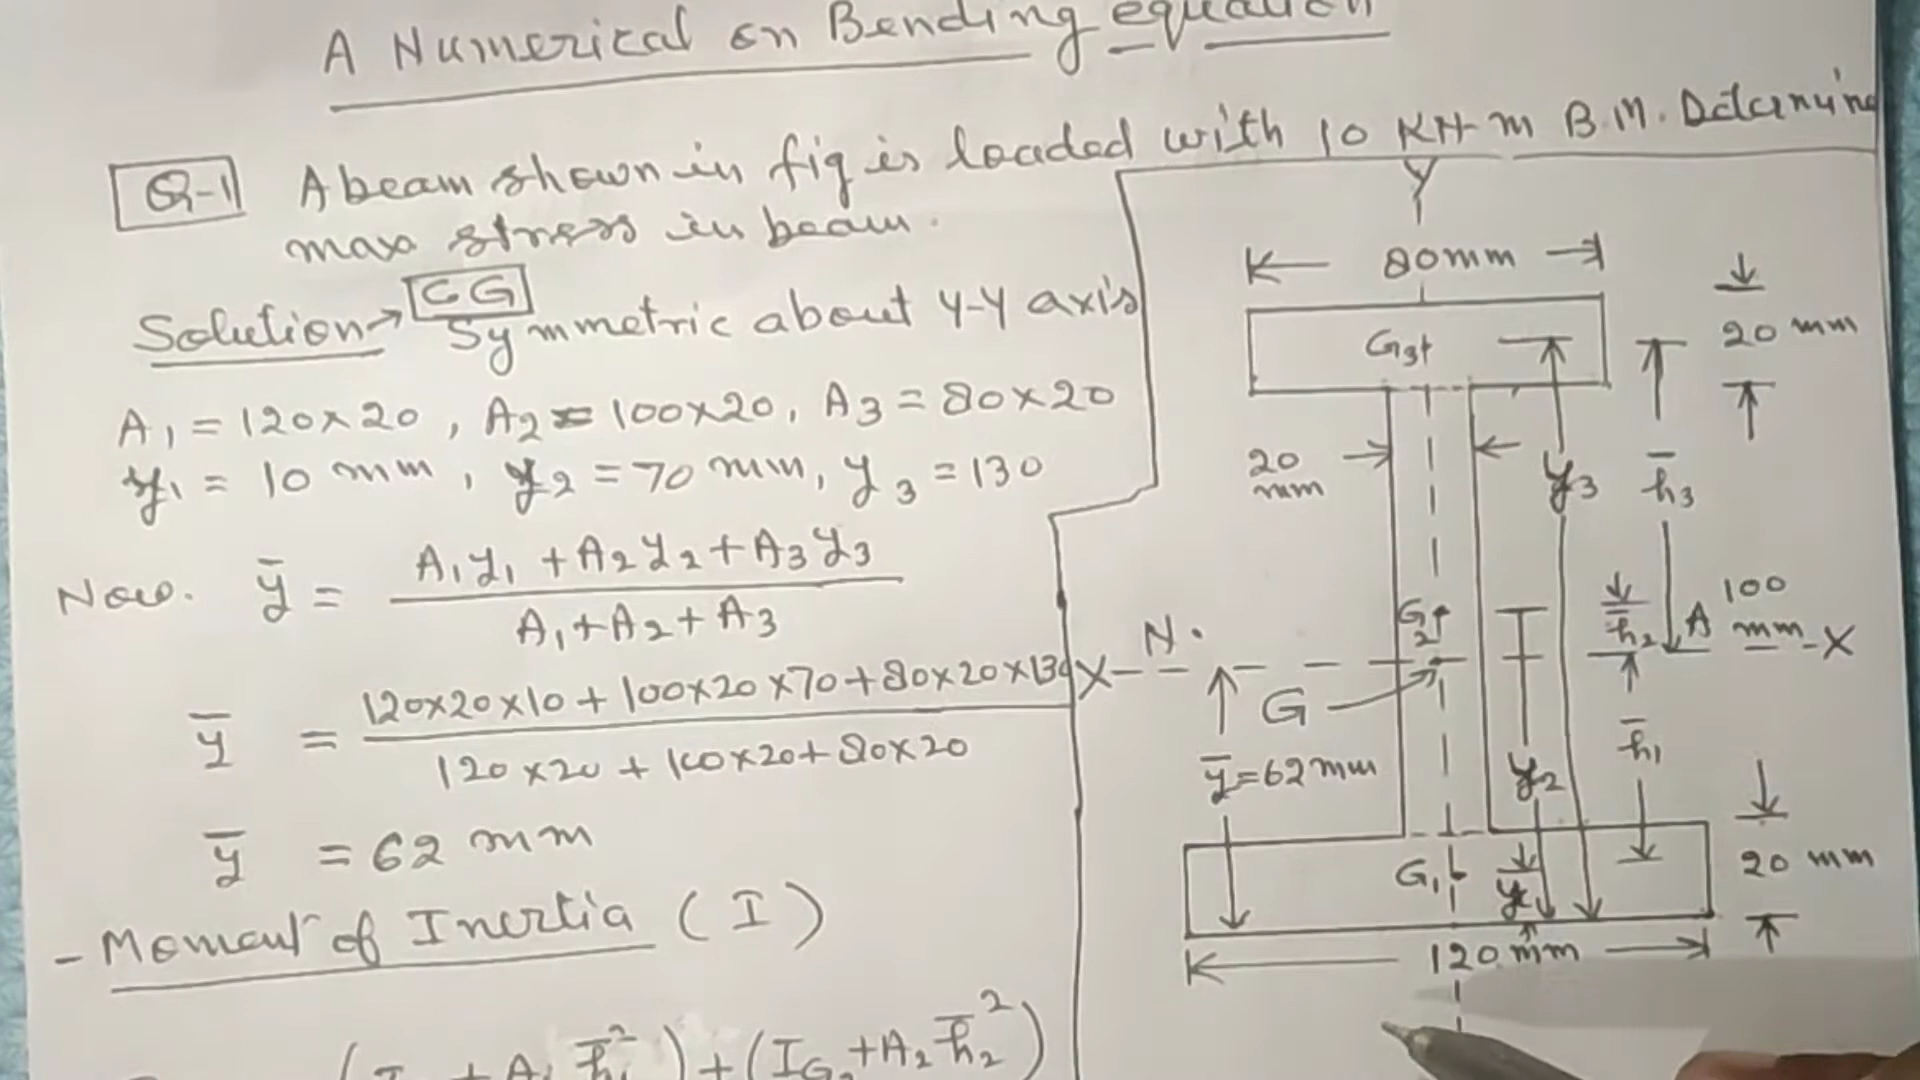 A Numerical on Bending equation
Q-1 A beam shown in fig is loaded with 10 KN-m B.M. Determine
max stress in beam.
Solution → CG
Symmetric about Y-Y axis
A1 = 120×20, A2 = 100×20, A3 = 80×20
y1 = 10 mm, y2 = 70 mm, y3 = 130
Now. ȳ = A1y1 + A2y2 + A3y3
A1 + A2 + A3
ȳ = 120×20×10 + 100×20×70 + 80×20×130
120×20 + 100×20 + 80×20
ȳ = 62 mm
- Moment of Inertia (I)
+ A1 h̄1²) + (IG2 + A2 h̄2²)
Y
80mm
20 mm
G3
20 mm
y3
h̄3
100 mm
G2
h̄2
A
N.
X
X
G
ȳ = 62 mm
y2
h̄1
G1
y1
20 mm
120 mm